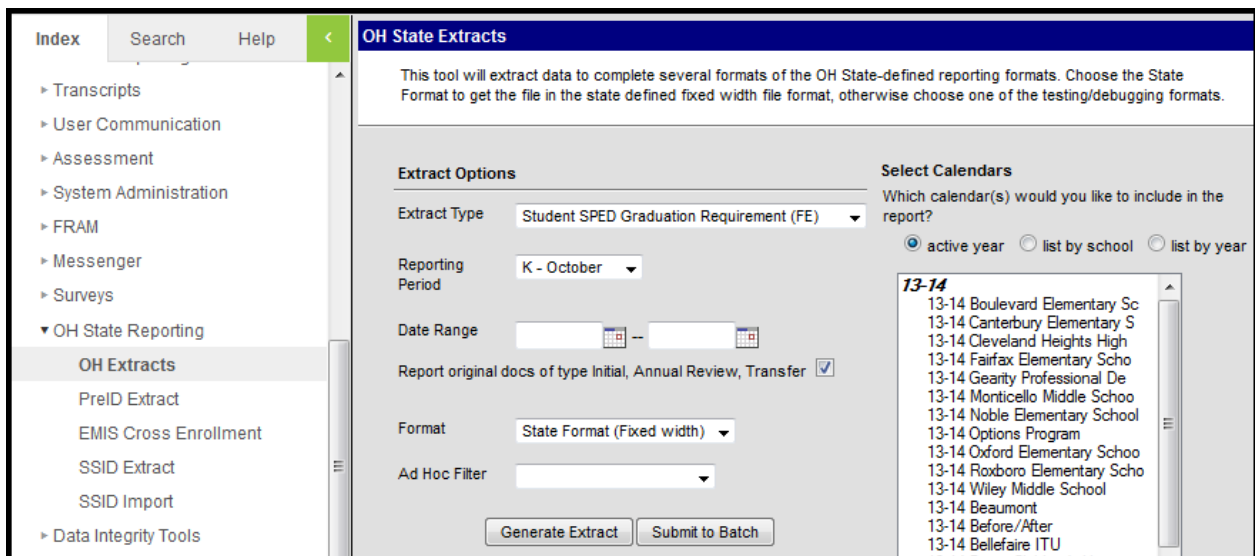 Index Search Help
Transcripts
User Communication
Assessment
System Administration
FRAM
Messenger
Surveys
OH State Reporting
OH Extracts
PreID Extract
EMIS Cross Enrollment
SSID Extract
SSID Import
Data Integrity Tools
OH State Extracts
This tool will extract data to complete several formats of the OH State-defined reporting formats. Choose the State
Format to get the file in the state defined fixed width file format, otherwise choose one of the testing/debugging formats.
Extract Options
Extract Type Student SPED Graduation Requirement (FE)
Reporting
Period K - October
Date Range --
Report original docs of type Initial, Annual Review, Transfer
Format State Format (Fixed width)
Ad Hoc Filter
Generate Extract Submit to Batch
Select Calendars
Which calendar(s) would you like to include in the
report?
active year list by school list by year
13-14
13-14 Boulevard Elementary Sc
13-14 Canterbury Elementary S
13-14 Cleveland Heights High
13-14 Fairfax Elementary Scho
13-14 Gearity Professional De
13-14 Monticello Middle Schoo
13-14 Noble Elementary School
13-14 Options Program
13-14 Oxford Elementary Schoo
13-14 Roxboro Elementary Scho
13-14 Wiley Middle School
13-14 Beaumont
13-14 Before/After
13-14 Bellefaire ITU